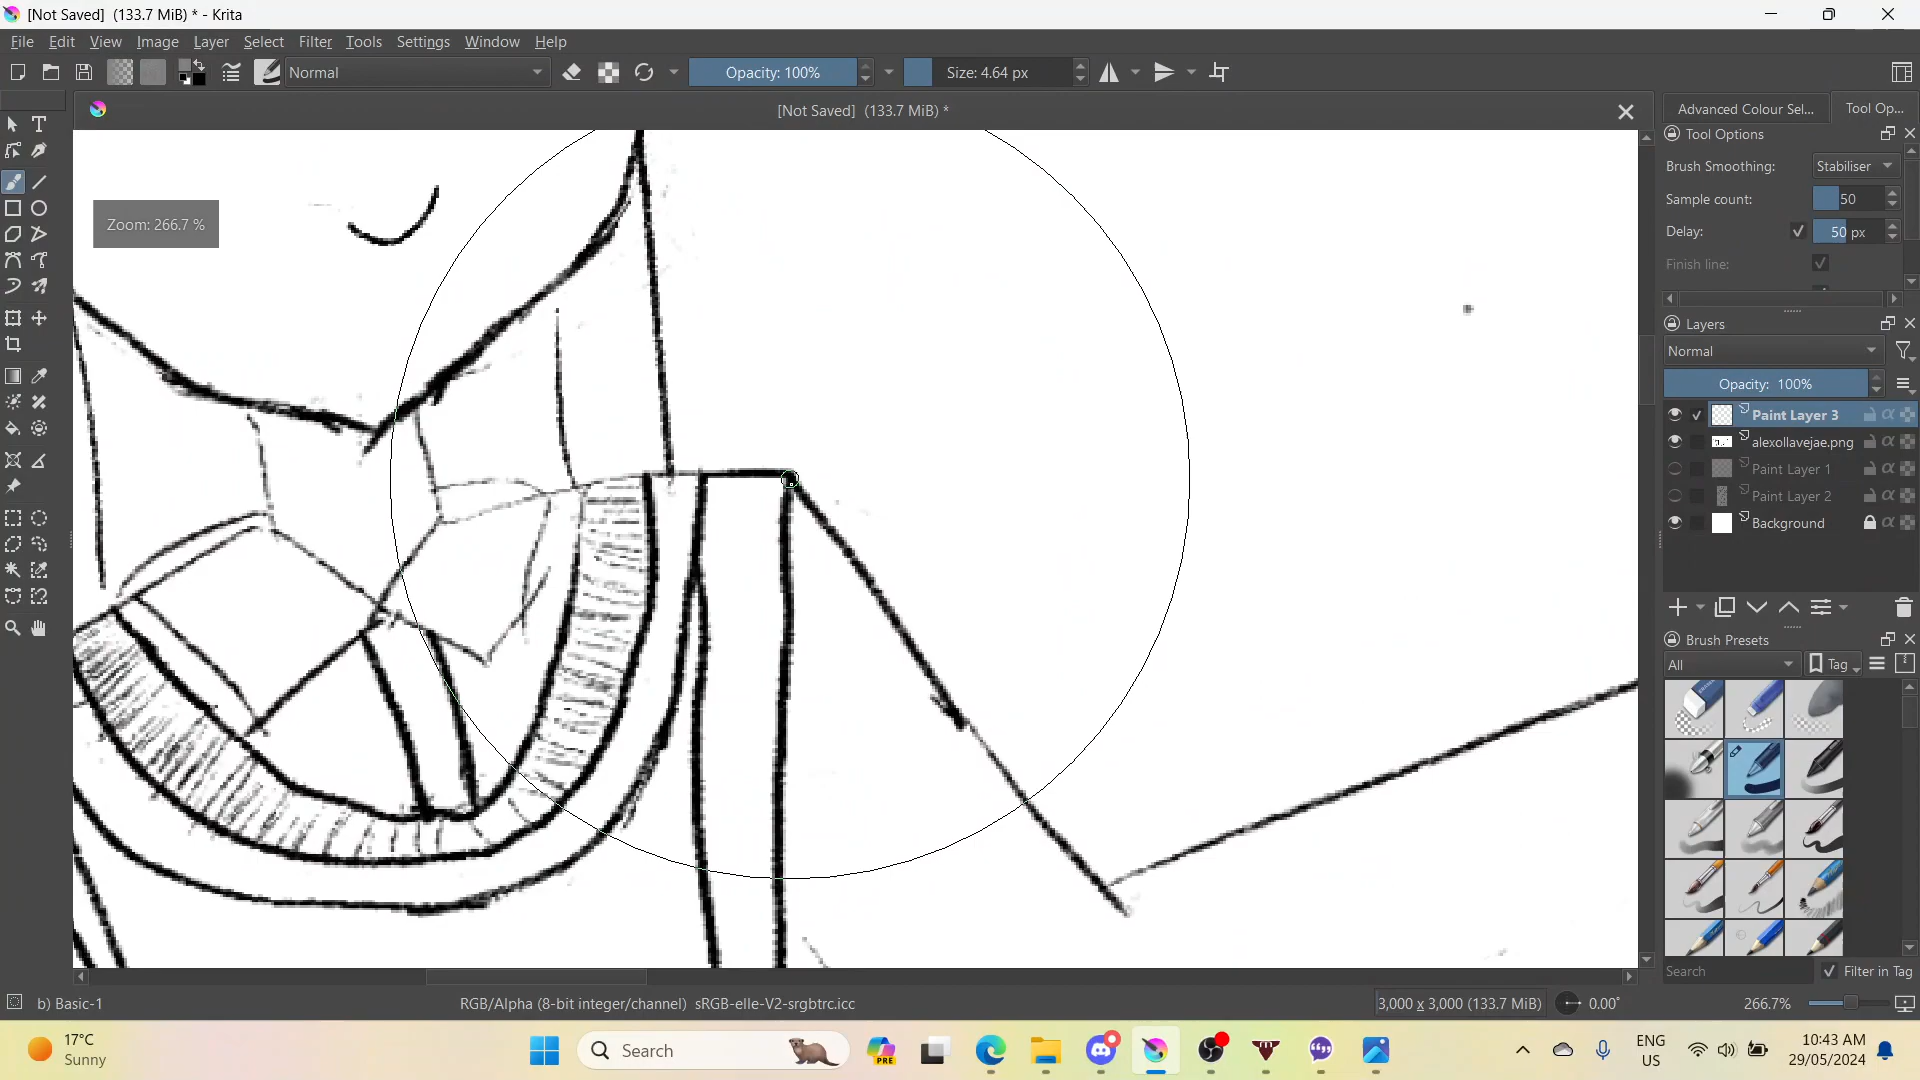 [Not Saved] (133.7 MiB) * - Krita
File Edit View Image Layer Select Filter Tools Settings Window Help
Normal
Opacity: 100%
Size: 4.64 px
[Not Saved] (133.7 MiB) *
Advanced Colour Sel...
Tool Op...
Tool Options
Brush Smoothing: Stabiliser
Zoom: 266.7 %
Sample count: 50
Delay: 50 px
Finish line:
Layers
Normal
Opacity: 100%
Paint Layer 3
alexollavejae.png
Paint Layer 1
Paint Layer 2
Background
Brush Presets
All
Tag
Search
Filter in Tag
b) Basic-1
RGB/Alpha (8-bit integer/channel) sRGB-elle-V2-srgbtrc.icc
3,000 x 3,000 (133.7 MiB)
0.00°
266.7%
17°C
Sunny
Search
PRE
ENG
US
10:43 AM
29/05/2024